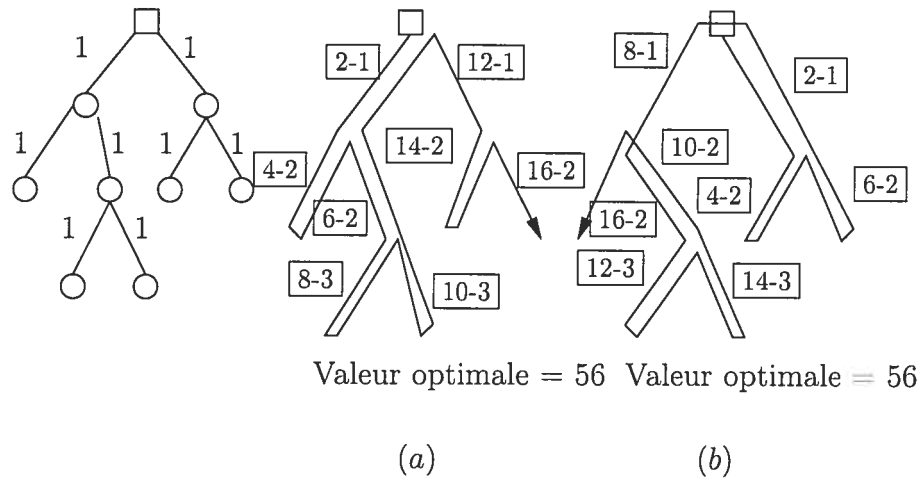 1 1
1 1 1 1
1 1
2-1 12-1
4-2 14-2 16-2
6-2
8-3 10-3
Valeur optimale = 56
(a)
8-1 2-1
10-2
4-2 6-2
16-2
12-3 14-3
Valeur optimale = 56
(b)